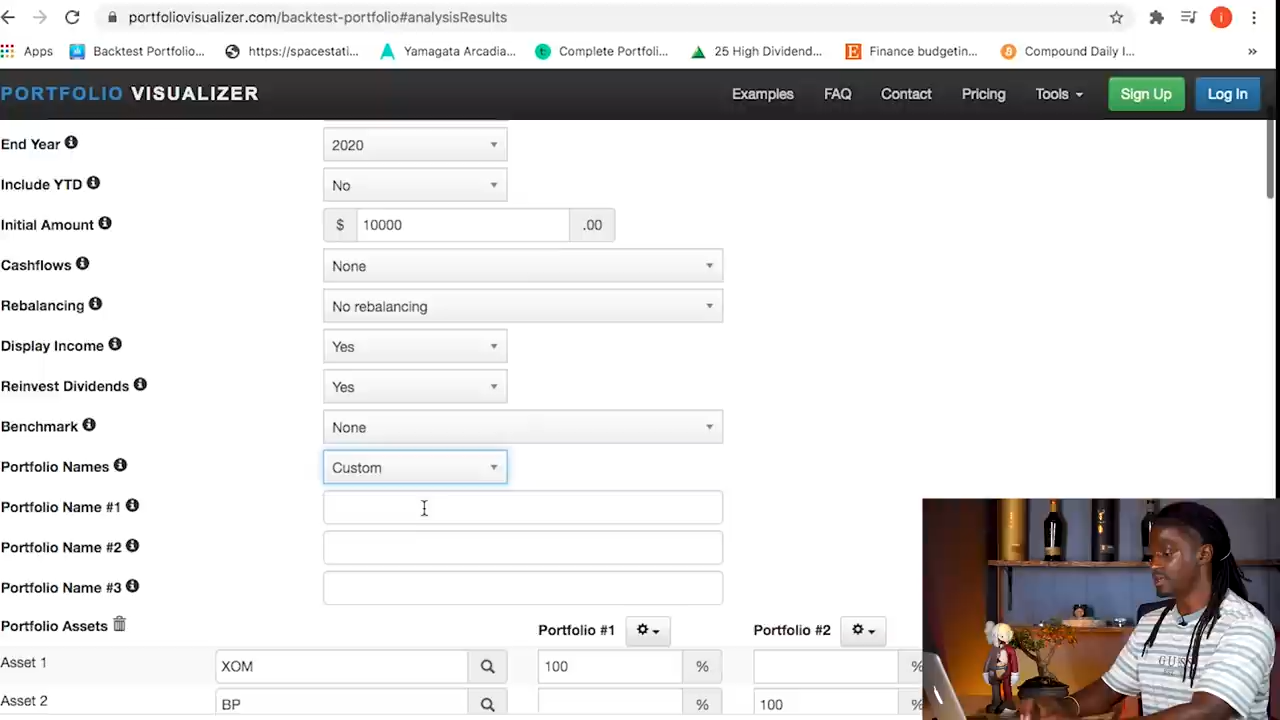 portfoliovisualizer.com/backtest-portfolio#analysisResults
Apps Backtest Portfolio... https://spacestati... Yamagata Arcadia... Complete Portfoli... 25 High Dividend... Finance budgetin... Compound Daily I... »
PORTFOLIO VISUALIZER Examples FAQ Contact Pricing Tools Sign Up Log In
End Year 2020
Include YTD No
Initial Amount $ 10000 .00
Cashflows None
Rebalancing No rebalancing
Display Income Yes
Reinvest Dividends Yes
Benchmark None
Portfolio Names Custom
Portfolio Name #1
Portfolio Name #2
Portfolio Name #3
Portfolio Assets Portfolio #1 Portfolio #2
Asset 1 XOM 100 % %
Asset 2 BP % 100 %
GUESS